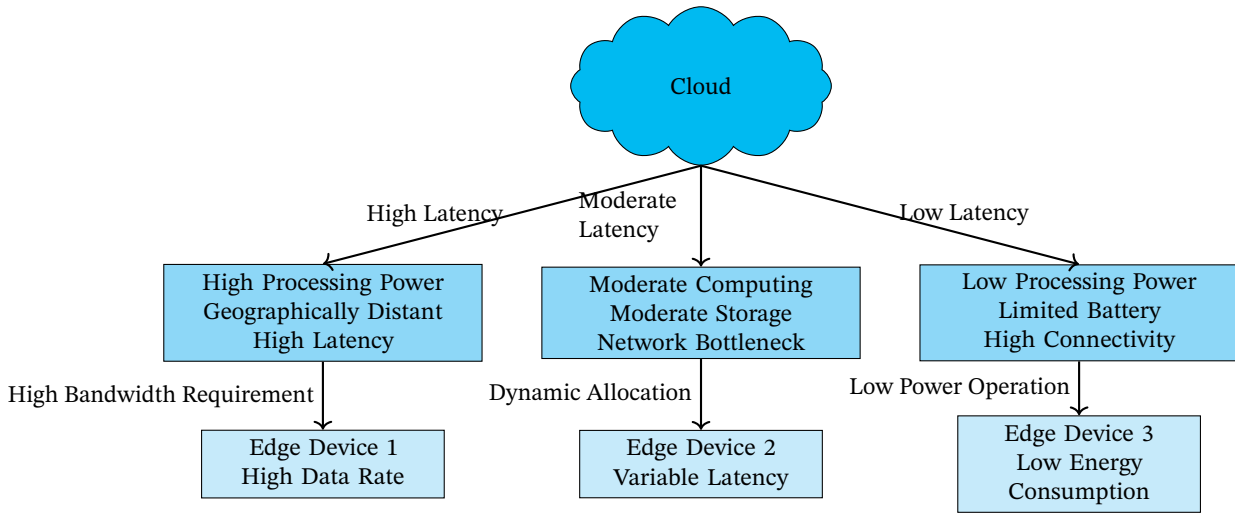 Cloud
High Latency
Moderate
Latency
Low Latency
High Processing Power
Geographically Distant
High Latency
Moderate Computing
Moderate Storage
Network Bottleneck
Low Processing Power
Limited Battery
High Connectivity
High Bandwidth Requirement
Dynamic Allocation
Low Power Operation
Edge Device 1
High Data Rate
Edge Device 2
Variable Latency
Edge Device 3
Low Energy
Consumption